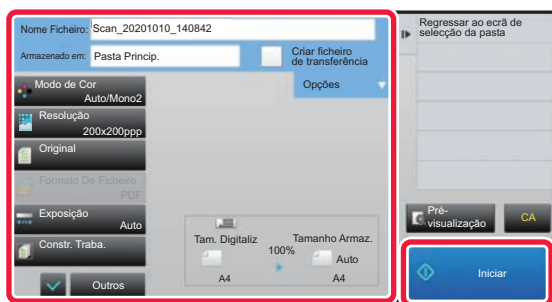 Nome Ficheiro: Scan_20201010_140842
Armazenado em: Pasta Princip.
Criar ficheiro
de transferência
Opções
Modo de Cor
Auto/Mono2
Resolução
200x200ppp
Original
Formato De Ficheiro
PDF
Exposição
Auto
Constr. Traba.
Outros
Tam. Digitaliz
A4
100%
Tamanho Armaz.
Auto
A4
Regressar ao ecrã de
selecção da pasta
Pré-
visualização
CA
Iniciar